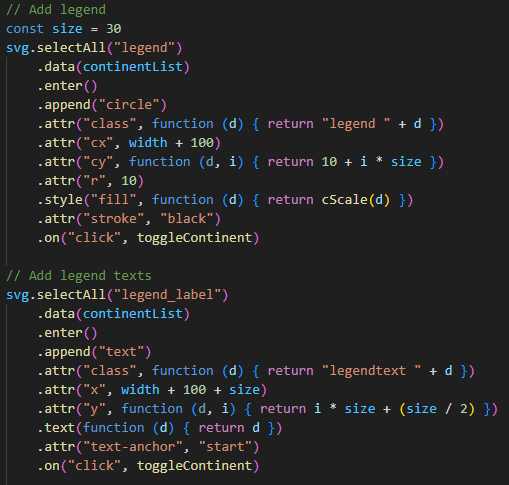 // Add legend
const size = 30
svg.selectAll("legend")
    .data(continentList)
    .enter()
    .append("circle")
    .attr("class", function (d) { return "legend " + d })
    .attr("cx", width + 100)
    .attr("cy", function (d, i) { return 10 + i * size })
    .attr("r", 10)
    .style("fill", function (d) { return cScale(d) })
    .attr("stroke", "black")
    .on("click", toggleContinent)

// Add legend texts
svg.selectAll("legend_label")
    .data(continentList)
    .enter()
    .append("text")
    .attr("class", function (d) { return "legendtext " + d })
    .attr("x", width + 100 + size)
    .attr("y", function (d, i) { return i * size + (size / 2) })
    .text(function (d) { return d })
    .attr("text-anchor", "start")
    .on("click", toggleContinent)